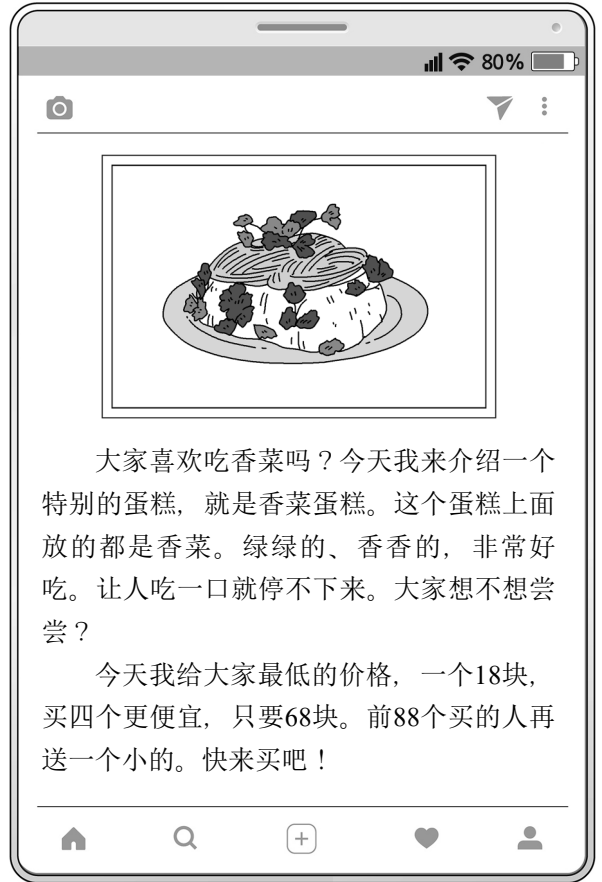 80%
大家喜欢吃香菜吗？今天我来介绍一个
特别的蛋糕，就是香菜蛋糕。这个蛋糕上面
放的都是香菜。绿绿的、香香的，非常好
吃。让人吃一口就停不下来。大家想不想尝
尝？
今天我给大家最低的价格，一个18块，
买四个更便宜，只要68块。前88个买的人再
送一个小的。快来买吧！